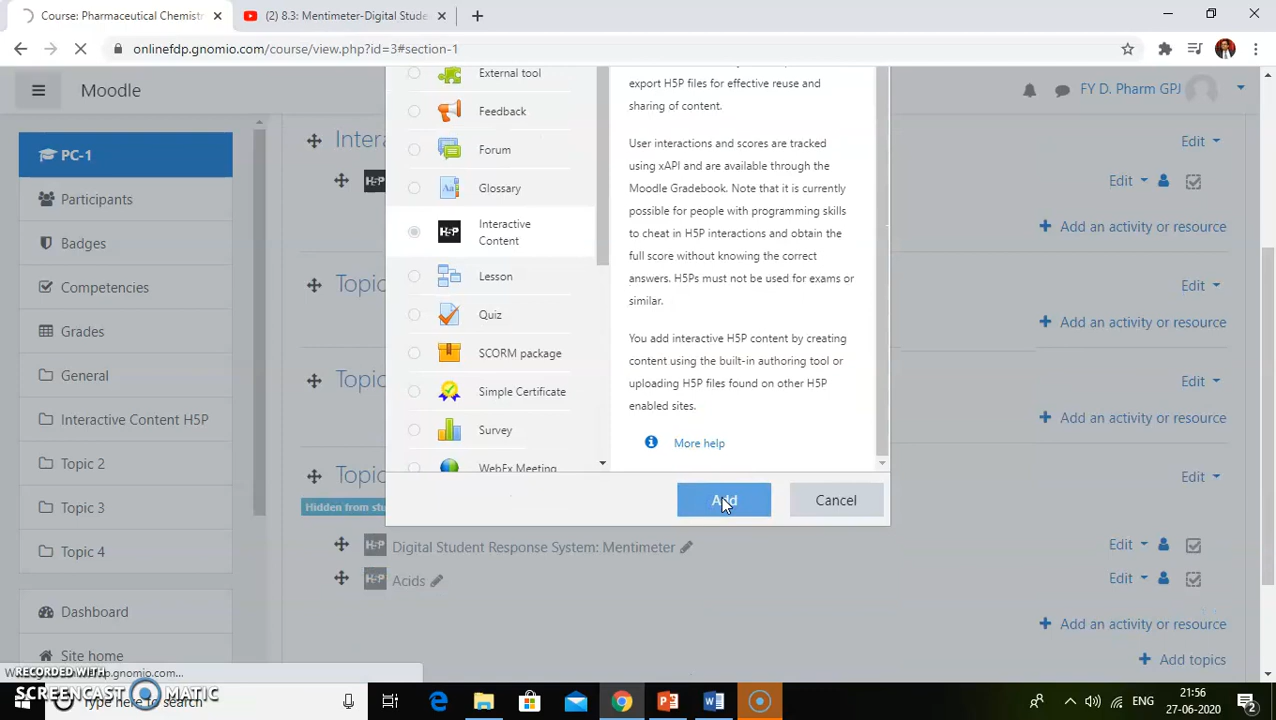 Course: Pharmaceutical Chemist
(2) 8.3: Mentimeter-Digital Stude
onlinefdp.gnomio.com/course/view.php?id=3#section-1
Moodle
FY D. Pharm GPJ
PC-1
Participants
Badges
Competencies
Grades
General
Interactive Content H5P
Topic 2
Topic 3
Topic 4
Dashboard
Site home
Intera
Edit
Edit
Add an activity or resource
Topic
Edit
Add an activity or resource
Topic
Edit
Add an activity or resource
Topic
Edit
Hidden from stu
Digital Student Response System: Mentimeter
Edit
Acids
Edit
Add an activity or resource
Add topics
External tool
Feedback
Forum
Glossary
H5P
Interactive
Content
Lesson
Quiz
SCORM package
Simple Certificate
Survey
WebEx Meeting
export H5P files for effective reuse and
sharing of content.
User interactions and scores are tracked
using xAPI and are available through the
Moodle Gradebook. Note that it is currently
possible for people with programming skills
to cheat in H5P interactions and obtain the
full score without knowing the correct
answers. H5Ps must not be used for exams or
similar.
You add interactive H5P content by creating
content using the built-in authoring tool or
uploading H5P files found on other H5P
enabled sites.
More help
Add
Cancel
RECORDED WITH
SCREENCAST MATIC
Type here to search
ENG
21:56
27-06-2020
2